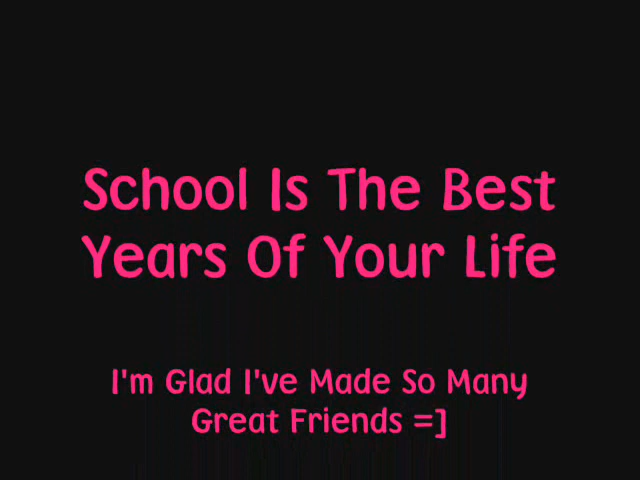 School Is The Best
Years Of Your Life
I'm Glad I've Made So Many
Great Friends =]